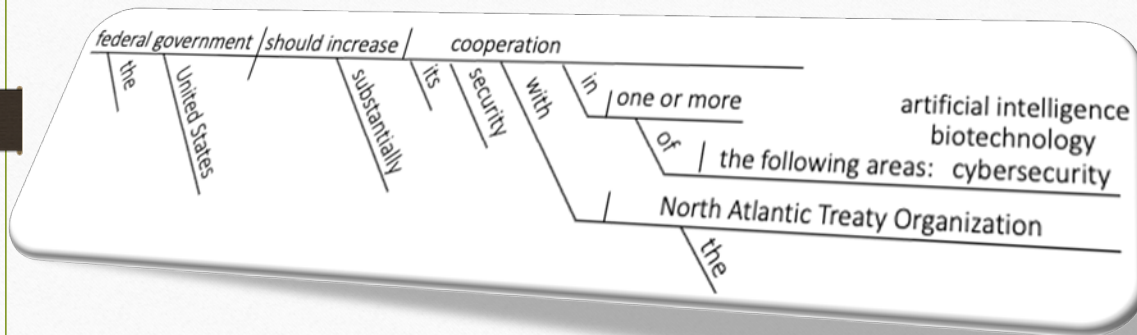 federal government should increase cooperation
the
United States
substantially
its
security
with
in
one or more
of
the following areas:
artificial intelligence
biotechnology
cybersecurity
North Atlantic Treaty Organization
the